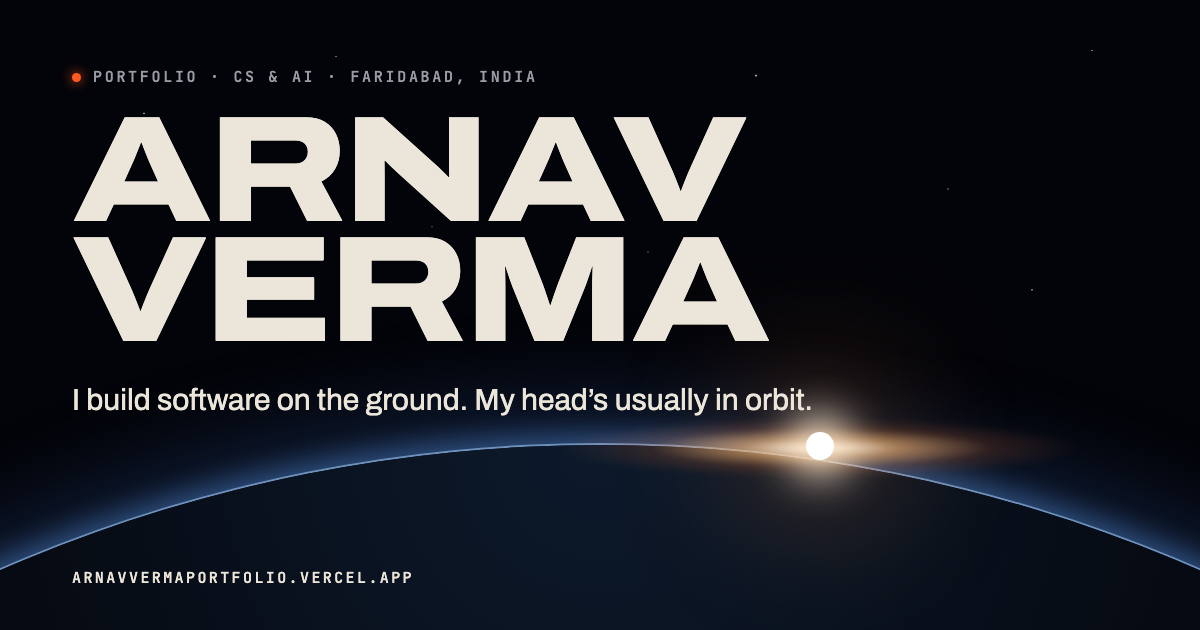 PORTFOLIO · CS & AI · FARIDABAD, INDIA
ARNAV
VERMA
I build software on the ground. My head’s usually in orbit.
ARNAVVERMAPORTFOLIO.VERCEL.APP